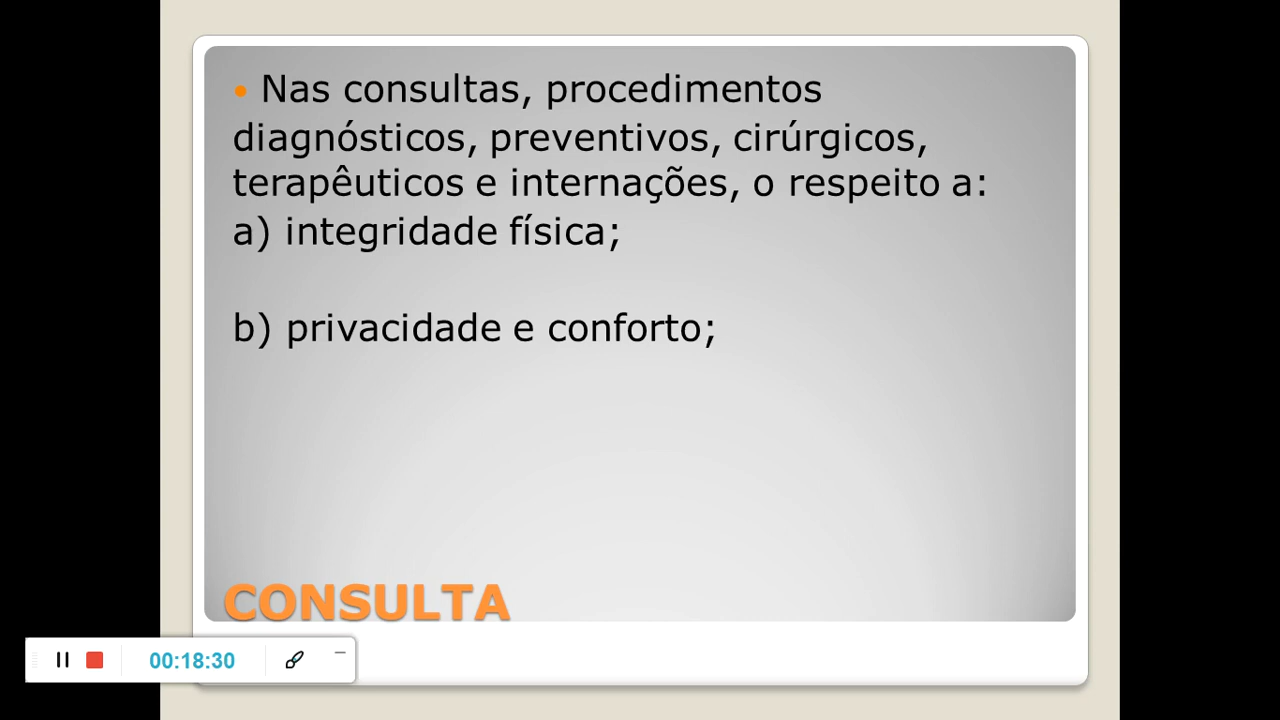 Nas consultas, procedimentos
diagnósticos, preventivos, cirúrgicos,
terapêuticos e internações, o respeito a:
a) integridade física;
b) privacidade e conforto;
CONSULTA
00:18:30